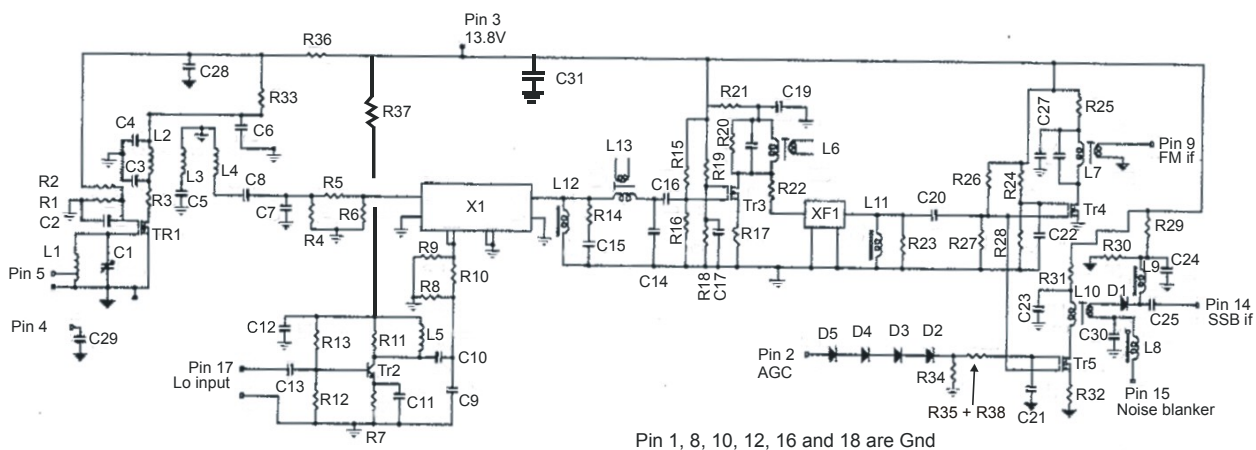 Pin 3
13.8V
R36
C28
R33
C31
R37
C4
L2
C6
C3
L3
L4
C5
R2
R1
R3
C2
TR1
L1
C1
Pin 5
Pin 4
C29
C8
C7
R5
R4
R6
X1
R9
R10
R8
C12
R13
R11
L5
C10
Pin 17
Lo input
C13
Tr2
R12
C11
C9
R7
L12
L13
R14
C15
C16
C14
R15
R16
R21
C19
R20
R19
L6
Tr3
R22
R17
R18
C17
XF1
L11
C20
R23
R26
R27
R24
R28
C27
R25
L7
Pin 9
FM if
Tr4
C22
R29
R30
L9
C24
R31
C23
L10
D1
C25
Pin 14
SSB if
C30
L8
Pin 2
AGC
D5
D4
D3
D2
R34
R35 + R38
C21
Tr5
R32
Pin 15
Noise blanker
Pin 1, 8, 10, 12, 16 and 18 are Gnd